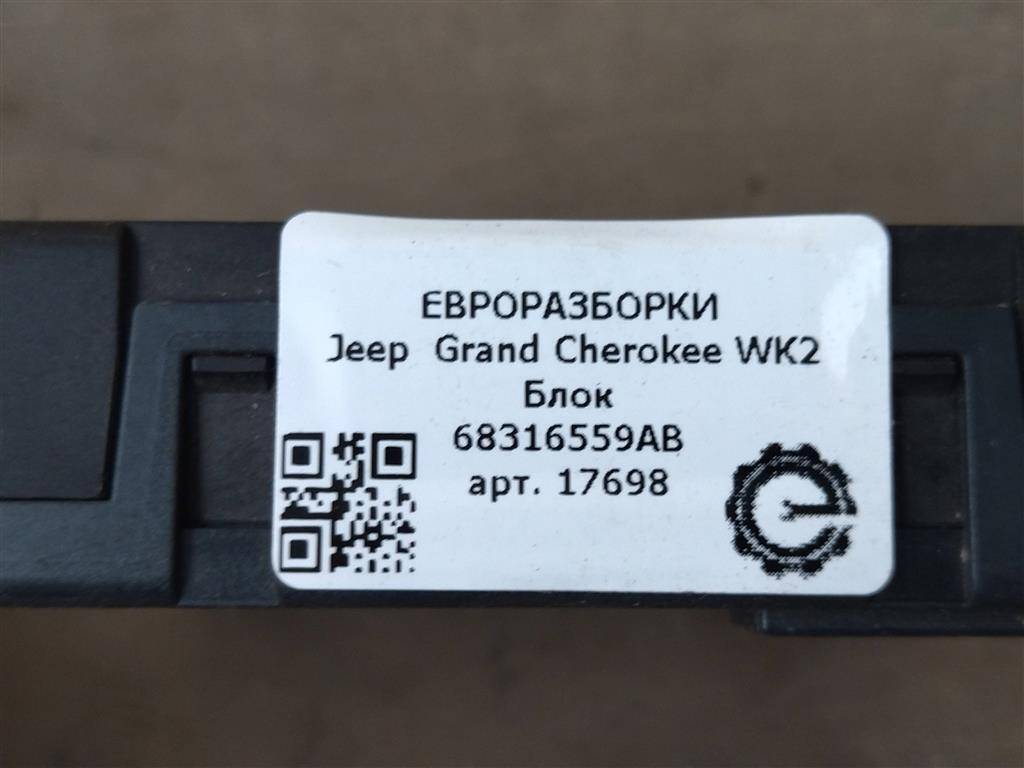 ЕВРОРАЗБОРКИ
Jeep Grand Cherokee WK2
Блок
68316559AB
арт. 17698